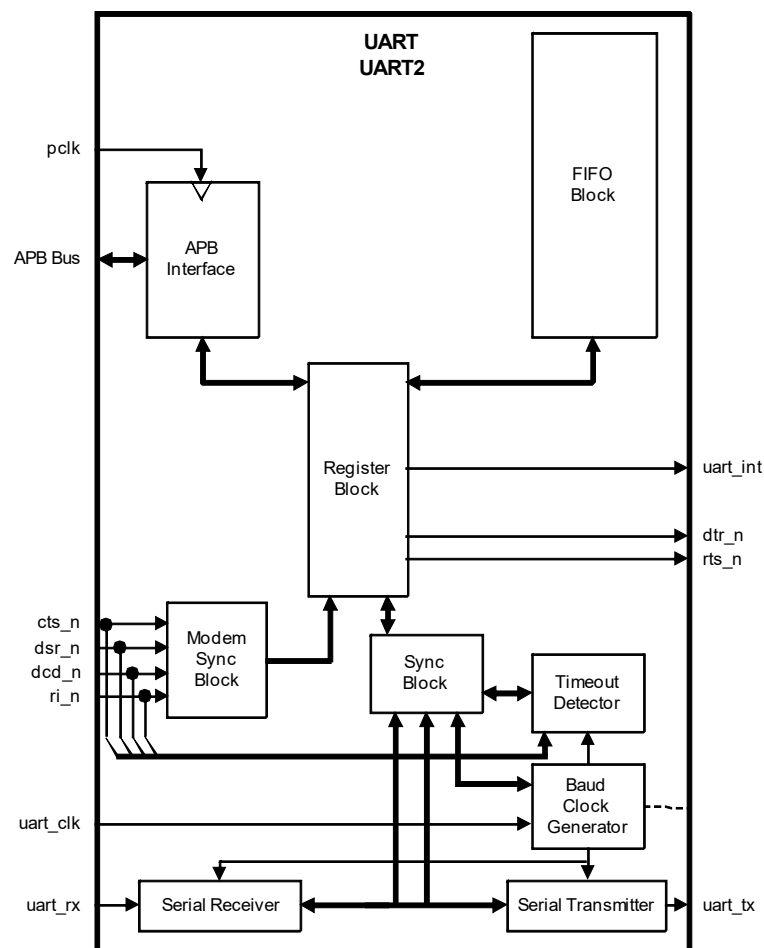 UART
UART2
pclk
FIFO
Block
APB Bus
APB
Interface
Register
Block
uart_int
dtr_n
rts_n
cts_n
dsr_n
dcd_n
ri_n
Modem
Sync
Block
Sync
Block
Timeout
Detector
uart_clk
Baud
Clock
Generator
uart_rx
Serial Receiver
Serial Transmitter
uart_tx